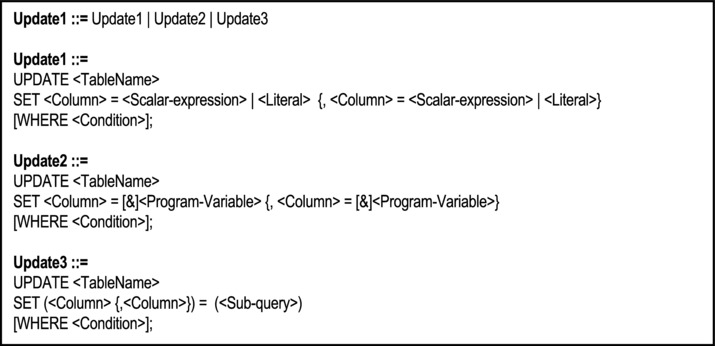 Update1 ::= Update1 | Update2 | Update3
Update1 ::=
UPDATE <TableName>
SET <Column> = <Scalar-expression> | <Literal> {, <Column> = <Scalar-expression> | <Literal>}
[WHERE <Condition>];
Update2 ::=
UPDATE <TableName>
SET <Column> = [&]<Program-Variable> {, <Column> = [&]<Program-Variable>}
[WHERE <Condition>];
Update3 ::=
UPDATE <TableName>
SET (<Column> {,<Column>}) = (<Sub-query>)
[WHERE <Condition>];